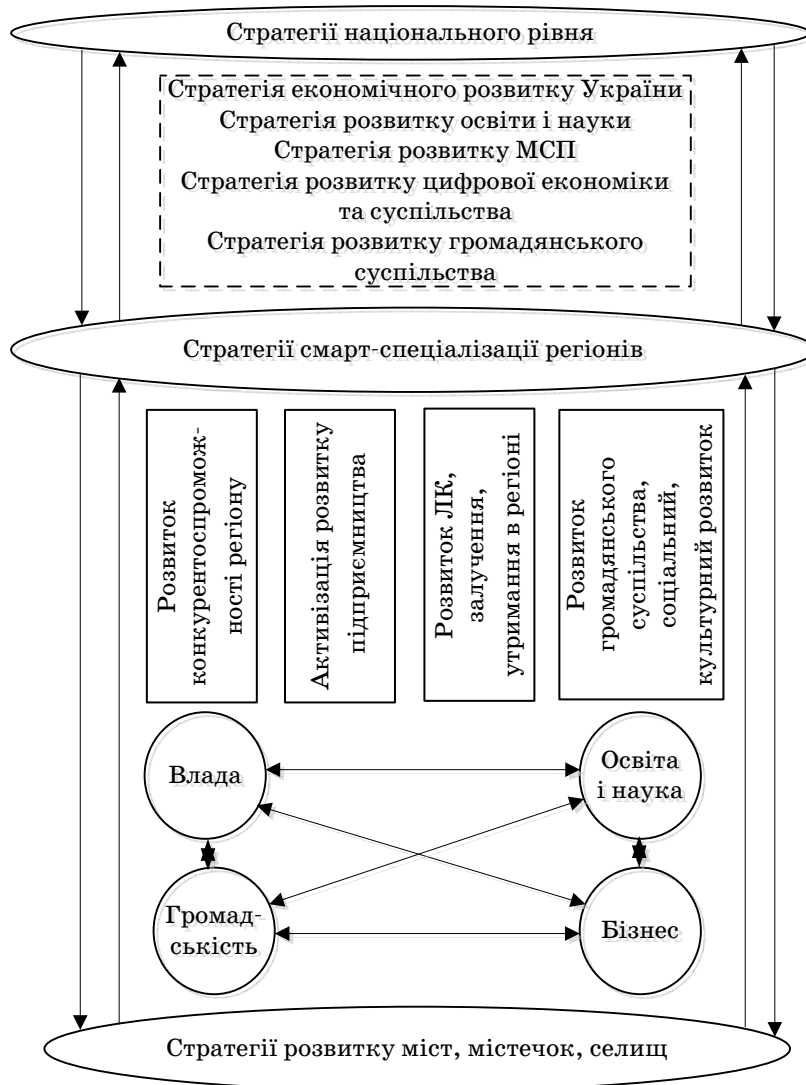 Стратегії національного рівня
Стратегія економічного розвитку України
Стратегія розвитку освіти і науки
Стратегія розвитку МСП
Стратегія розвитку цифрової економіки
та суспільства
Стратегія розвитку громадянського
суспільства
Стратегії смарт-спеціалізації регіонів
Розвиток
конкурентоспромож-
ності регіону
Активізація розвитку
підприємництва
Розвиток ЛК,
залучення,
утримання в регіоні
Розвиток
громадянського
суспільства,
соціальний,
культурний розвиток
Влада
Освіта
і наука
Громад-
ськість
Бізнес
Стратегії розвитку міст, містечок, селищ